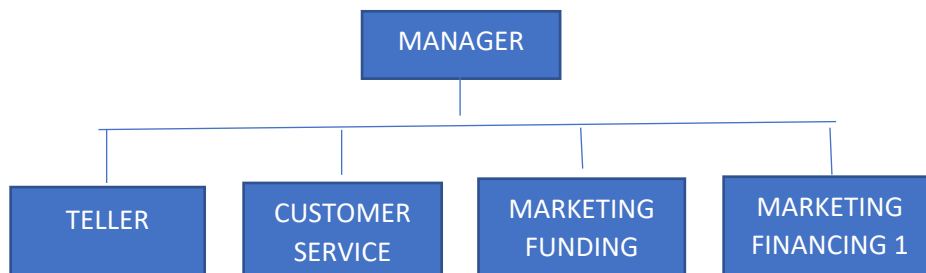 MANAGER
TELLER
CUSTOMER
SERVICE
MARKETING
FUNDING
MARKETING
FINANCING 1